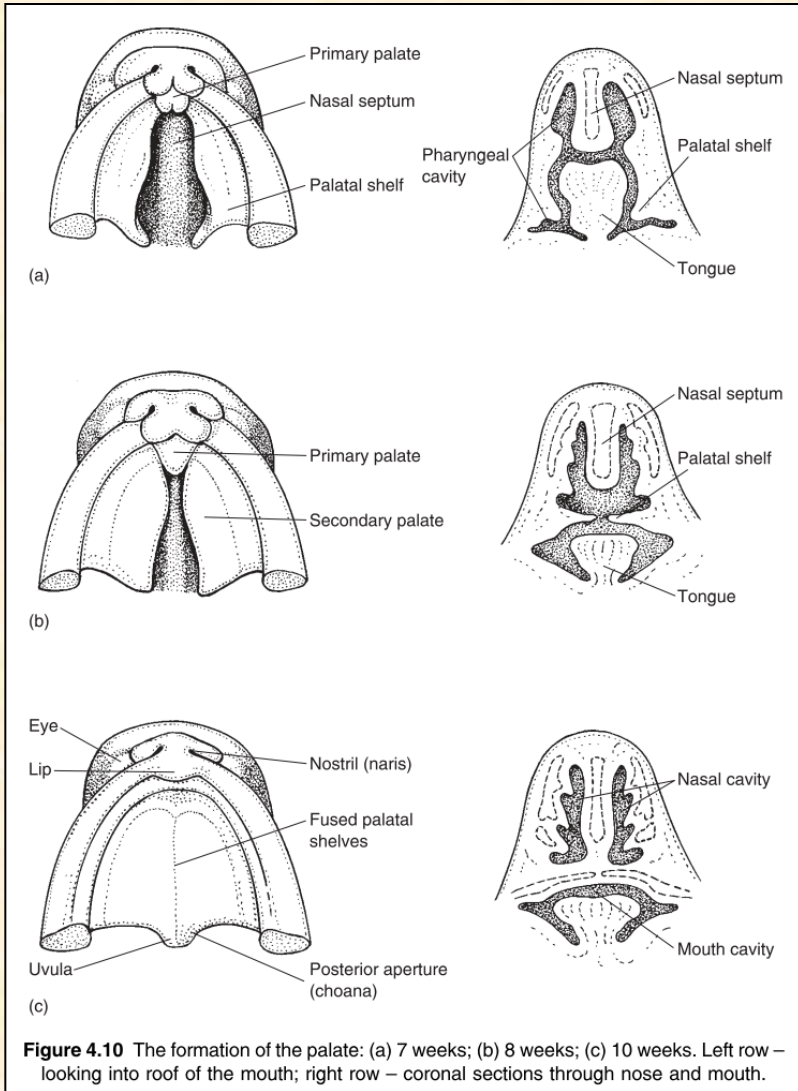 Primary palate
Nasal septum
Palatal shelf
Pharyngeal
cavity
Nasal septum
Palatal shelf
Tongue
(a)
Primary palate
Secondary palate
Nasal septum
Palatal shelf
Tongue
(b)
Eye
Lip
Nostril (naris)
Fused palatal
shelves
Uvula
Posterior aperture
(choana)
Nasal cavity
Mouth cavity
(c)
Figure 4.10 The formation of the palate: (a) 7 weeks; (b) 8 weeks; (c) 10 weeks. Left row –
looking into roof of the mouth; right row – coronal sections through nose and mouth.